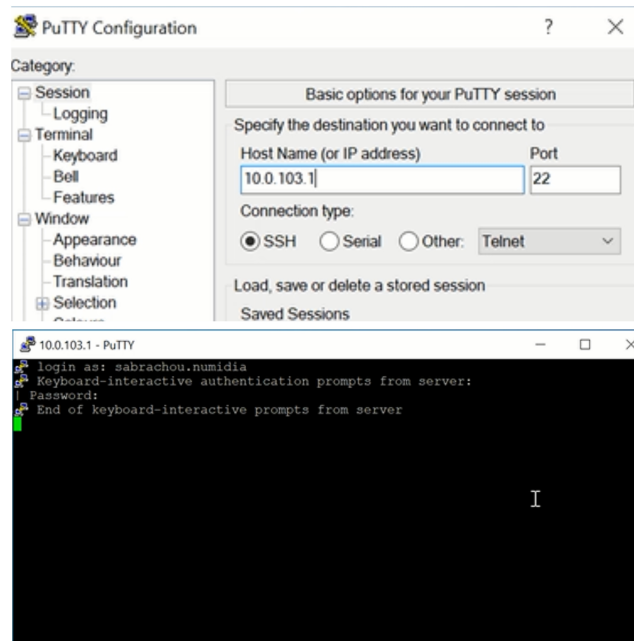 PuTTY Configuration
?
Category:
Session
Logging
Terminal
Keyboard
Bell
Features
Window
Appearance
Behaviour
Translation
Selection
Basic options for your PuTTY session
Specify the destination you want to connect to
Host Name (or IP address) Port
10.0.103.1 22
Connection type:
SSH Serial Other: Telnet
Load, save or delete a stored session
Saved Sessions
10.0.103.1 - PuTTY
login as: sabrachou.numidia
Keyboard-interactive authentication prompts from server:
| Password:
End of keyboard-interactive prompts from server